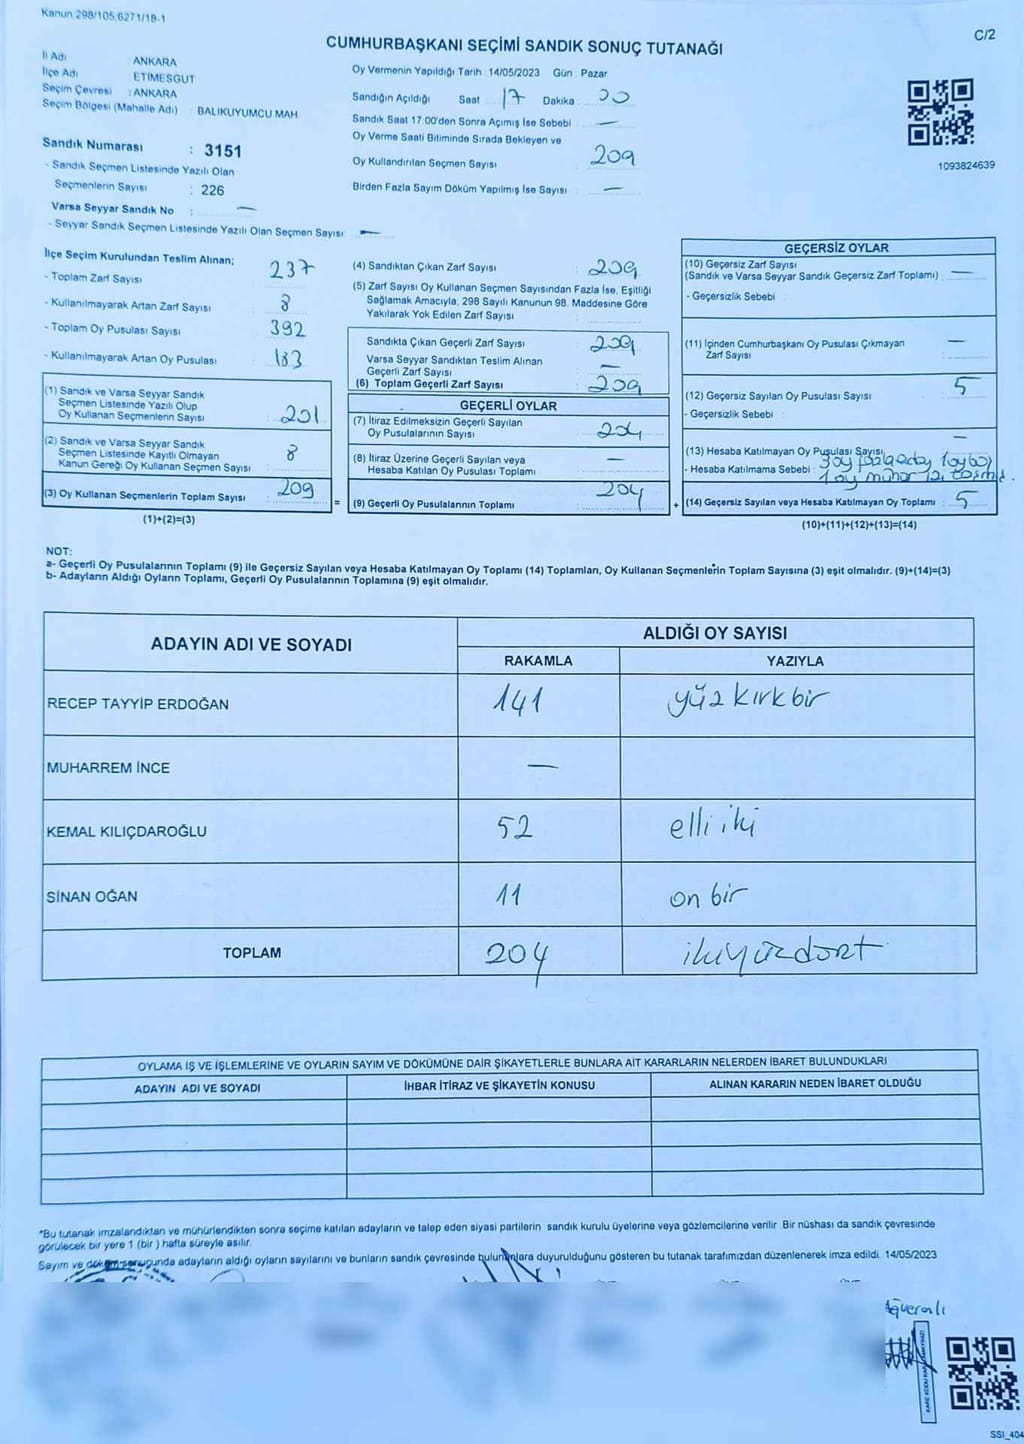 Kanun 298/105,6271/18-1
C/2
CUMHURBAŞKANI SEÇİMİ SANDIK SONUÇ TUTANAĞI
İl Adı : ANKARA
İlçe Adı : ETİMESGUT
Seçim Çevresi : ANKARA
Seçim Bölgesi (Mahalle Adı) : BALIKUYUMCU MAH
Sandık Numarası : 3151
- Sandık Seçmen Listesinde Yazılı Olan
Seçmenlerin Sayısı : 226
Varsa Seyyar Sandık No : —
- Seyyar Sandık Seçmen Listesinde Yazılı Olan Seçmen Sayısı: —
Oy Vermenin Yapıldığı Tarih : 14/05/2023 Gün : Pazar
Sandığın Açıldığı Saat : 17 Dakika : 00
Sandık Saat 17:00'den Sonra Açımış İse Sebebi : —
Oy Verme Saati Bitiminde Sırada Bekleyen ve
Oy Kullandırılan Seçmen Sayısı : 209
Birden Fazla Sayım Döküm Yapılmış İse Sayısı : —
1093824639
İlçe Seçim Kurulundan Teslim Alınan;
- Toplam Zarf Sayısı : 237
- Kullanılmayarak Artan Zarf Sayısı : 8
- Toplam Oy Pusulası Sayısı : 392
- Kullanılmayarak Artan Oy Pusulası : 183
(1) Sandık ve Varsa Seyyar Sandık
Seçmen Listesinde Yazılı Olup
Oy Kullanan Seçmenlerin Sayısı : 201
(2) Sandık ve Varsa Seyyar Sandık
Seçmen Listesinde Kayıtlı Olmayan
Kanun Gereği Oy Kullanan Seçmen Sayısı : 8
(3) Oy Kullanan Seçmenlerin Toplam Sayısı : 209
(1)+(2)=(3)
=
(4) Sandıktan Çıkan Zarf Sayısı : 209
(5) Zarf Sayısı Oy Kullanan Seçmen Sayısından Fazla İse, Eşitliği
Sağlamak Amacıyla, 298 Sayılı Kanunun 98. Maddesine Göre
Yakılarak Yok Edilen Zarf Sayısı :
Sandıkta Çıkan Geçerli Zarf Sayısı : 209
Varsa Seyyar Sandıktan Teslim Alınan
Geçerli Zarf Sayısı : —
(6) Toplam Geçerli Zarf Sayısı : 209
GEÇERLİ OYLAR
(7) İtiraz Edilmeksizin Geçerli Sayılan
Oy Pusulalarının Sayısı : 204
(8) İtiraz Üzerine Geçerli Sayılan veya
Hesaba Katılan Oy Pusulası Toplamı : —
(9) Geçerli Oy Pusulalarının Toplamı : 204
+
GEÇERSİZ OYLAR
(10) Geçersiz Zarf Sayısı
(Sandık ve Varsa Seyyar Sandık Geçersiz Zarf Toplamı) : —
- Geçersizlik Sebebi :
(11) İçinden Cumhurbaşkanı Oy Pusulası Çıkmayan
Zarf Sayısı : —
(12) Geçersiz Sayılan Oy Pusulası Sayısı : 5
- Geçersizlik Sebebi :
(13) Hesaba Katılmayan Oy Pusulası Sayısı : —
- Hesaba Katılmama Sebebi : 3 oy fazla aday
1 oy mühür
(14) Geçersiz Sayılan veya Hesaba Katılmayan Oy Toplamı : 5
(10)+(11)+(12)+(13)=(14)
NOT:
a- Geçerli Oy Pusulalarının Toplamı (9) ile Geçersiz Sayılan veya Hesaba Katılmayan Oy Toplamı (14) Toplamları, Oy Kullanan Seçmenlerin Toplam Sayısına (3) eşit olmalıdır. (9)+(14)=(3)
b- Adayların Aldığı Oyların Toplamı, Geçerli Oy Pusulalarının Toplamına (9) eşit olmalıdır.
ADAYIN ADI VE SOYADI
ALDIĞI OY SAYISI
RAKAMLA YAZIYLA
RECEP TAYYİP ERDOĞAN 141 yüz kırk bir
MUHARREM İNCE —
KEMAL KILIÇDAROĞLU 52 elli iki
SİNAN OĞAN 11 on bir
TOPLAM 204 ikiyüzdört
OYLAMA İŞ VE İŞLEMLERİNE VE OYLARIN SAYIM VE DÖKÜMÜNE DAİR ŞİKAYETLERLE BUNLARA AİT KARARLARIN NELERDEN İBARET BULUNDUKLARI
ADAYIN ADI VE SOYADI İHBAR İTİRAZ VE ŞİKAYETİN KONUSU ALINAN KARARIN NEDEN İBARET OLDUĞU
*Bu tutanak imzalandıktan ve mühürlendikten sonra seçime katılan adayların ve talep eden siyasi partilerin sandık kurulu üyelerine veya gözlemcilerine verilir. Bir nüshası da sandık çevresinde
görülecek bir yere 1 (bir) hafta süreyle asılır.
Sayım ve döküm sonucunda adayların aldığı oyların sayılarını ve bunların sandık çevresinde bulunanlara duyurulduğunu gösteren bu tutanak tarafımızdan düzenlenerek imza edildi. 14/05/2023
SSI_404